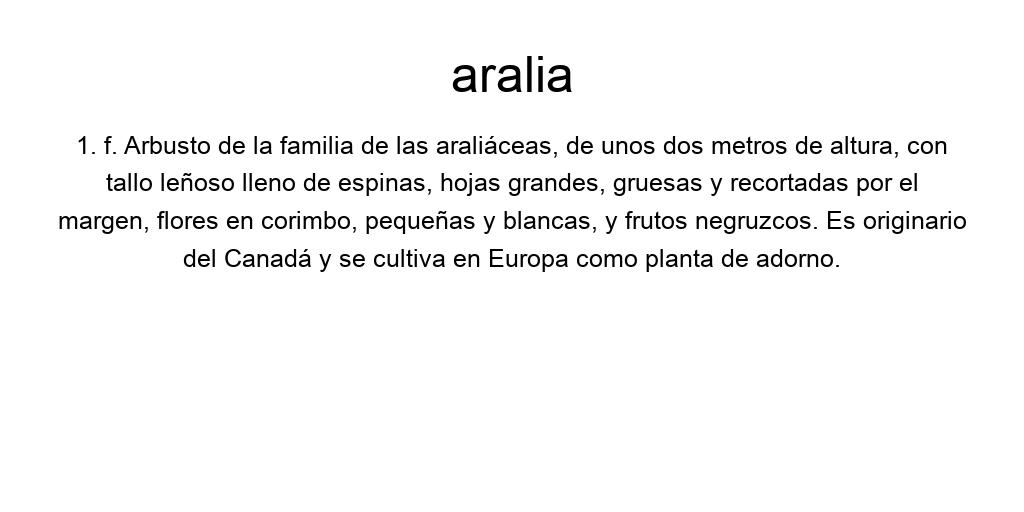 aralia
1. f. Arbusto de la familia de las araliáceas, de unos dos metros de altura, con
tallo leñoso lleno de espinas, hojas grandes, gruesas y recortadas por el
margen, flores en corimbo, pequeñas y blancas, y frutos negruzcos. Es originario
del Canadá y se cultiva en Europa como planta de adorno.